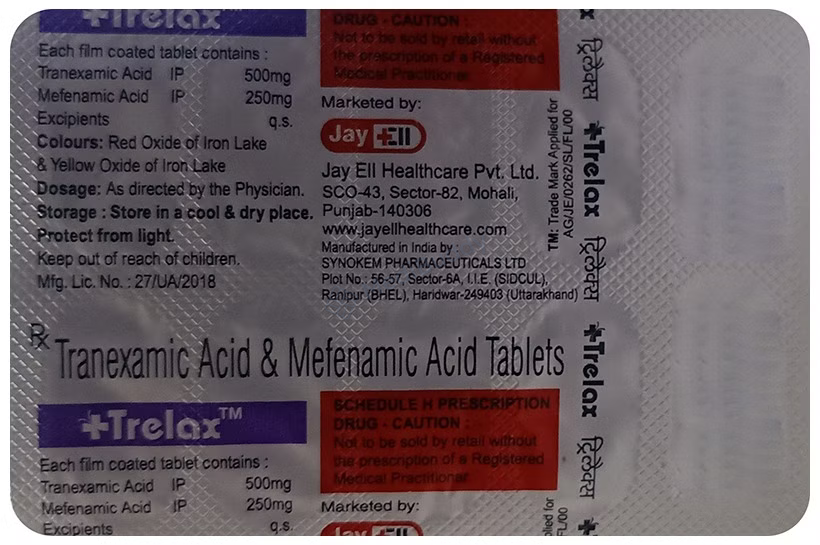 Trelax
Each film coated tablet contains :
Tranexamic Acid IP 500mg
Mefenamic Acid IP 250mg
Excipients q.s.
Colours: Red Oxide of Iron Lake
& Yellow Oxide of Iron Lake
Dosage: As directed by the Physician.
Storage : Store in a cool & dry place.
Protect from light.
Keep out of reach of children.
Mfg. Lic. No. : 27/UA/2018
DRUG - CAUTION :
Not to be sold by retail without
the prescription of a Registered
Medical Practitioner
Marketed by:
Jay Ell
Jay Ell Healthcare Pvt. Ltd.
SCO-43, Sector-82, Mohali,
Punjab-140306
www.jayellhealthcare.com
Manufactured in India by :
SYNOKEM PHARMACEUTICALS LTD
Plot No.: 56-57, Sector-6A, I.I.E. (SIDCUL),
Ranipur (BHEL), Haridwar-249403 (Uttarakhand)
TM: Trade Mark Applied for
AG/JE/0262/SL/FL/00
x ट्रिलेक्स Trelax ट्रिलेक्स Trelax ट्रिलेक्स
Rx Tranexamic Acid & Mefenamic Acid Tablets
Trelax™
Each film coated tablet contains :
Tranexamic Acid IP 500mg
Mefenamic Acid IP 250mg
Excipients q.s.
SCHEDULE H PRESCRIPTION
DRUG - CAUTION :
Not to be sold by retail without
the prescription of a Registered
Medical Practitioner
Marketed by:
Jay Ell
plied for
FL/00